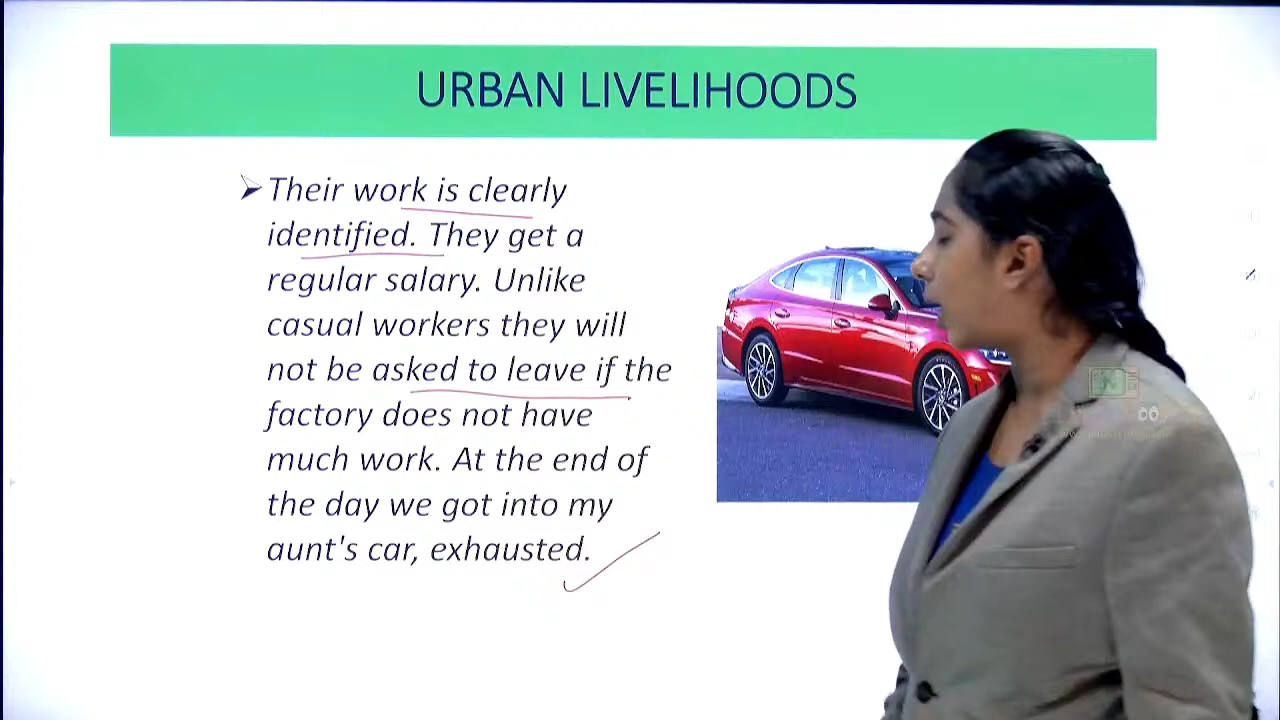 URBAN LIVELIHOODS
Their work is clearly
identified. They get a
regular salary. Unlike
casual workers they will
not be asked to leave if the
factory does not have
much work. At the end of
the day we got into my
aunt's car, exhausted.